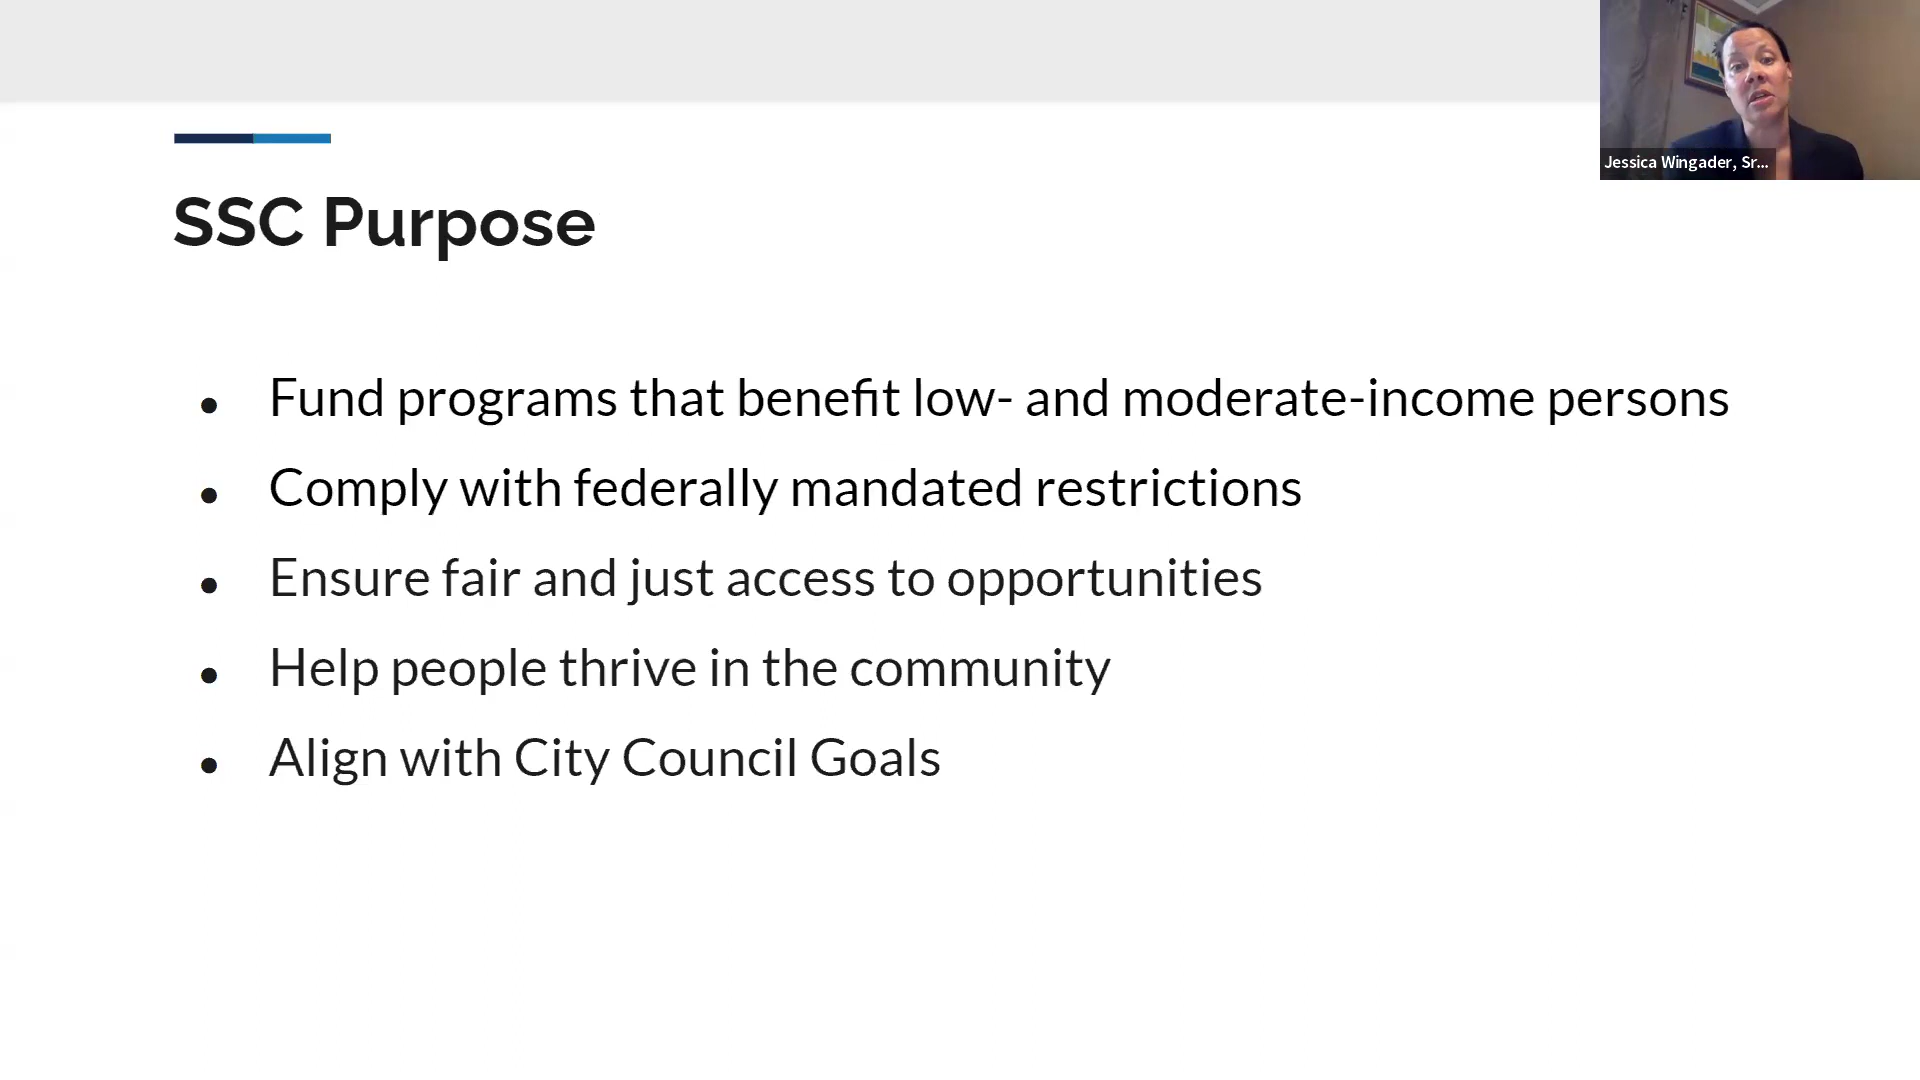 Jessica Wingader, Sr...
SSC Purpose
● Fund programs that benefit low- and moderate-income persons
● Comply with federally mandated restrictions
● Ensure fair and just access to opportunities
● Help people thrive in the community
● Align with City Council Goals